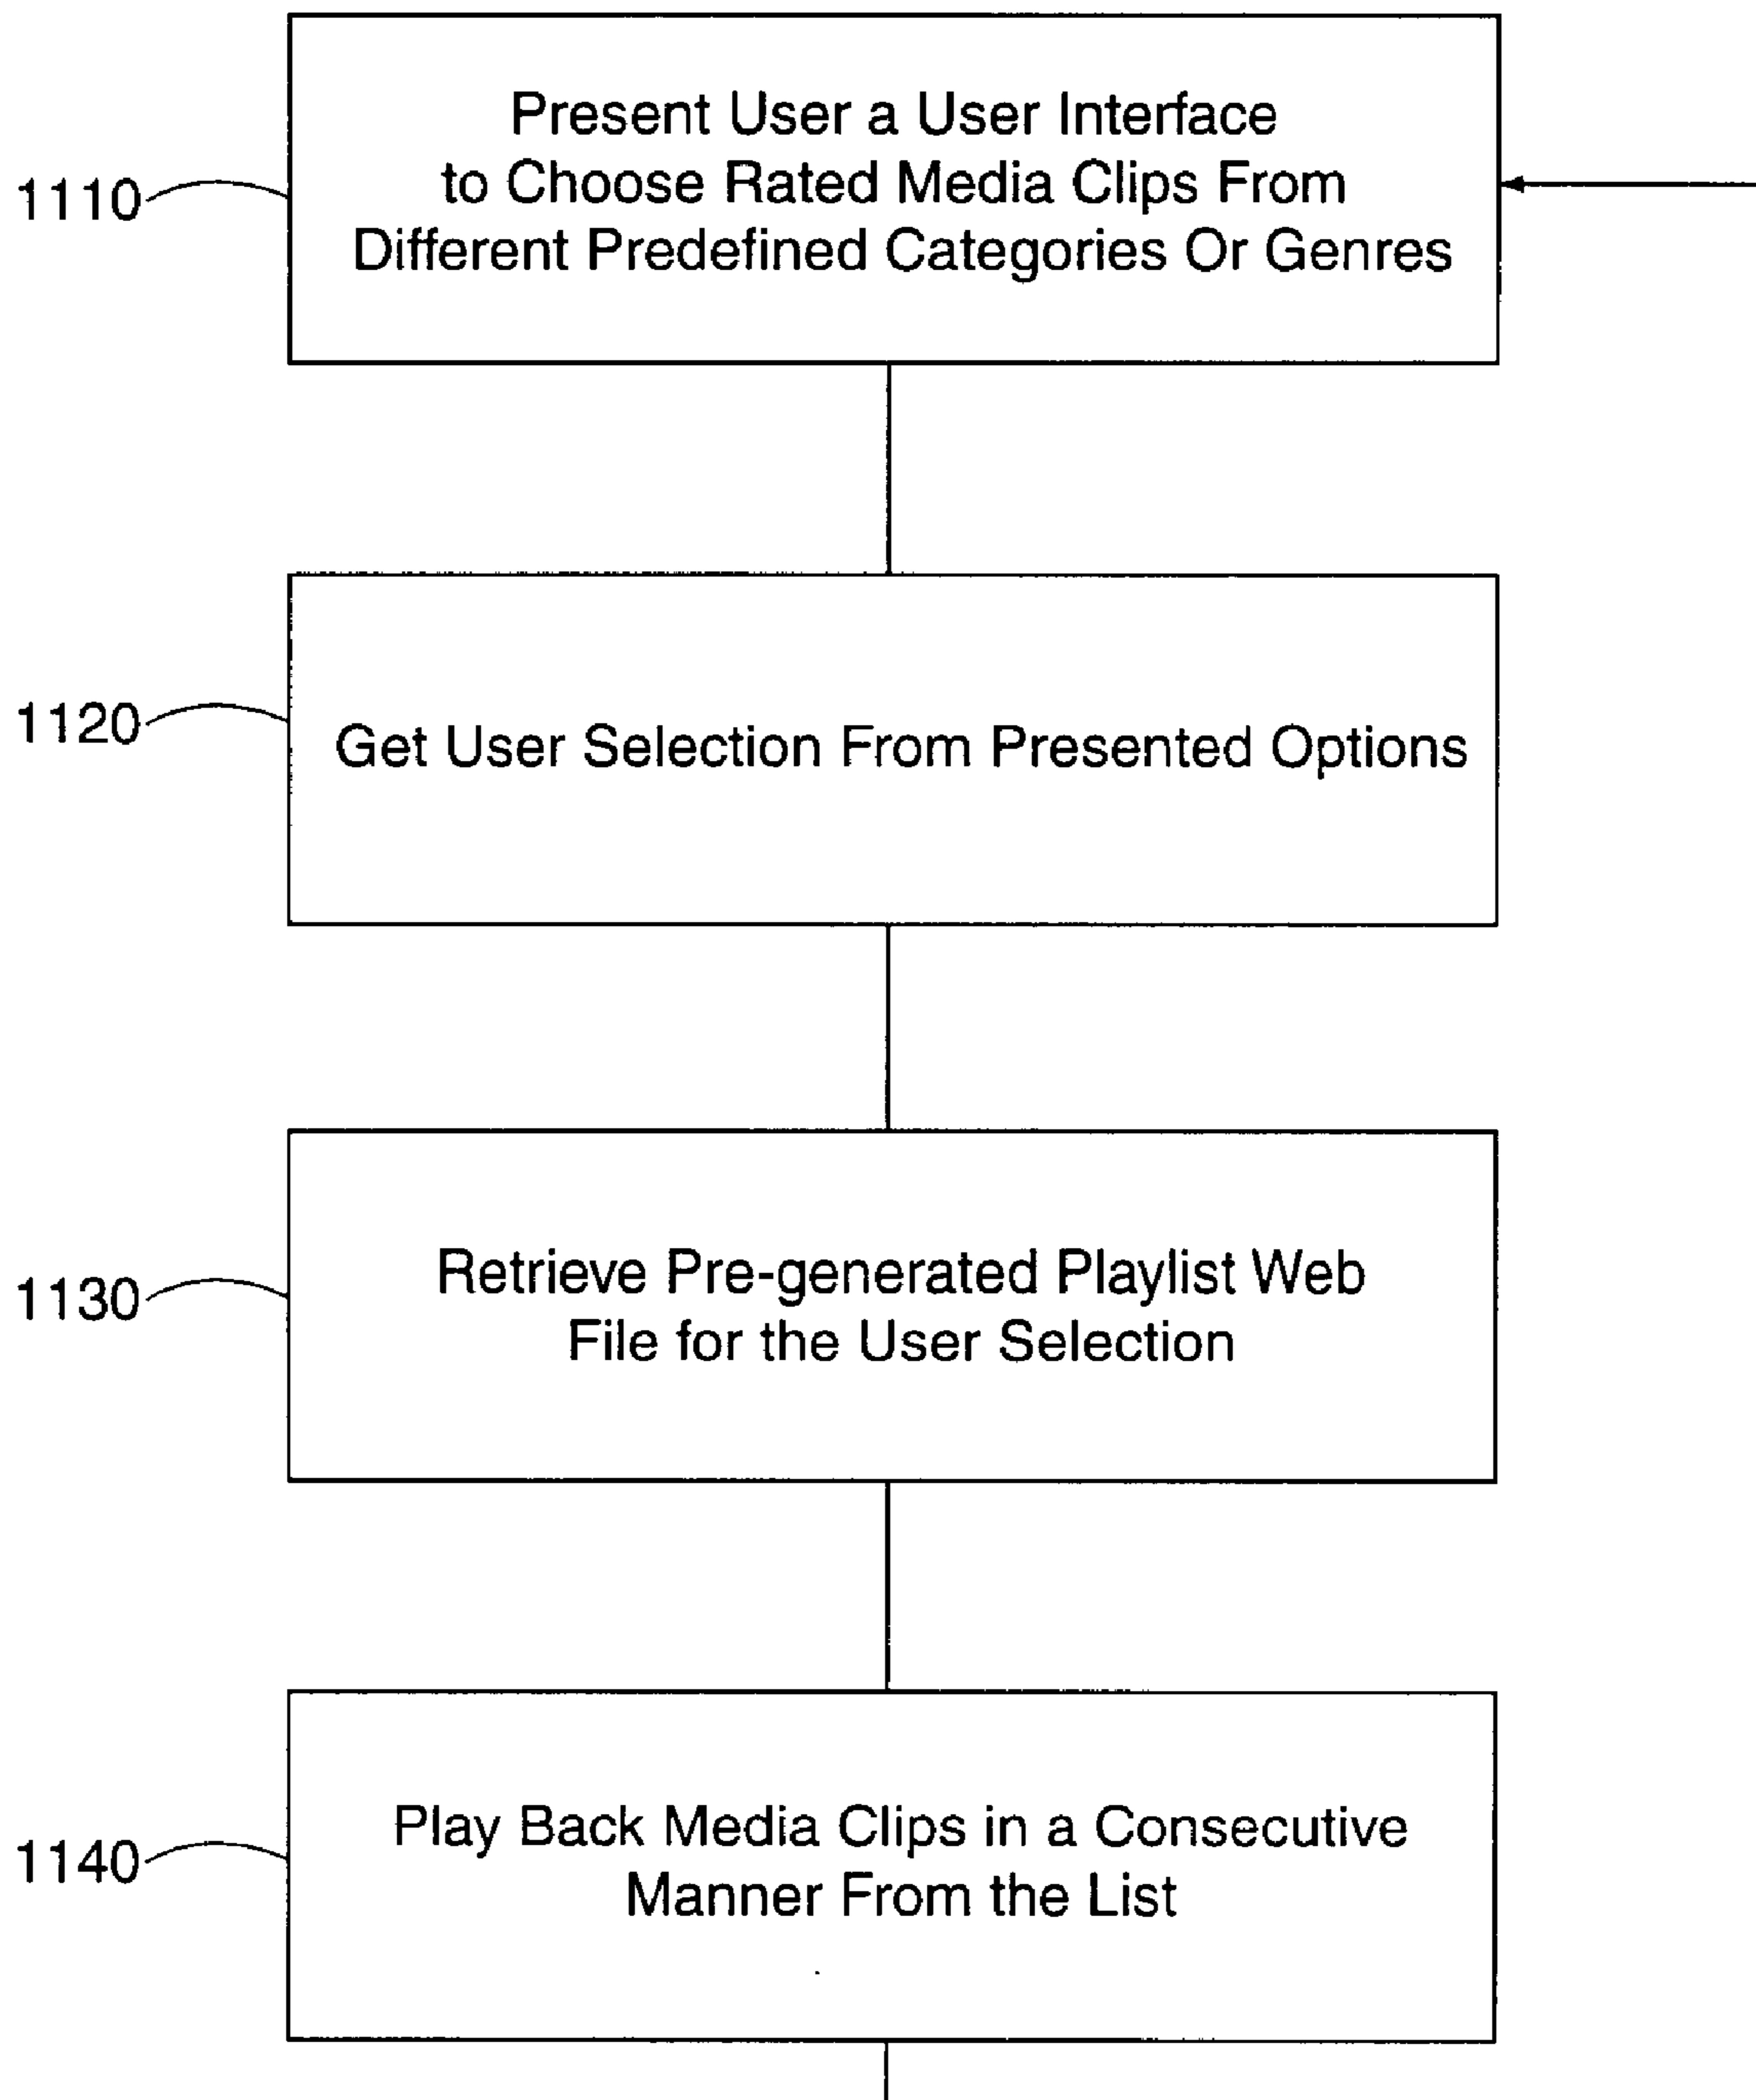 Present User a User Interface
to Choose Rated Media Clips From
Different Predefined Categories Or Genres
1110
Get User Selection From Presented Options
1120
Retrieve Pre-generated Playlist Web
File for the User Selection
1130
Play Back Media Clips in a Consecutive
Manner From the List
1140